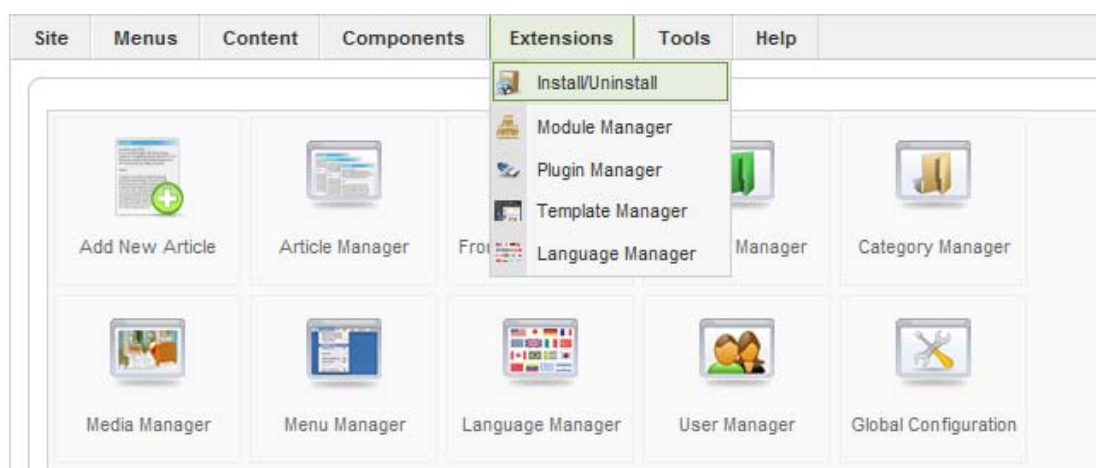 Site Menus Content Components Extensions Tools Help
Install/Uninstall
Module Manager
Plugin Manager
Template Manager
Language Manager
Add New Article Article Manager Manager Category Manager
Media Manager Menu Manager Language Manager User Manager Global Configuration